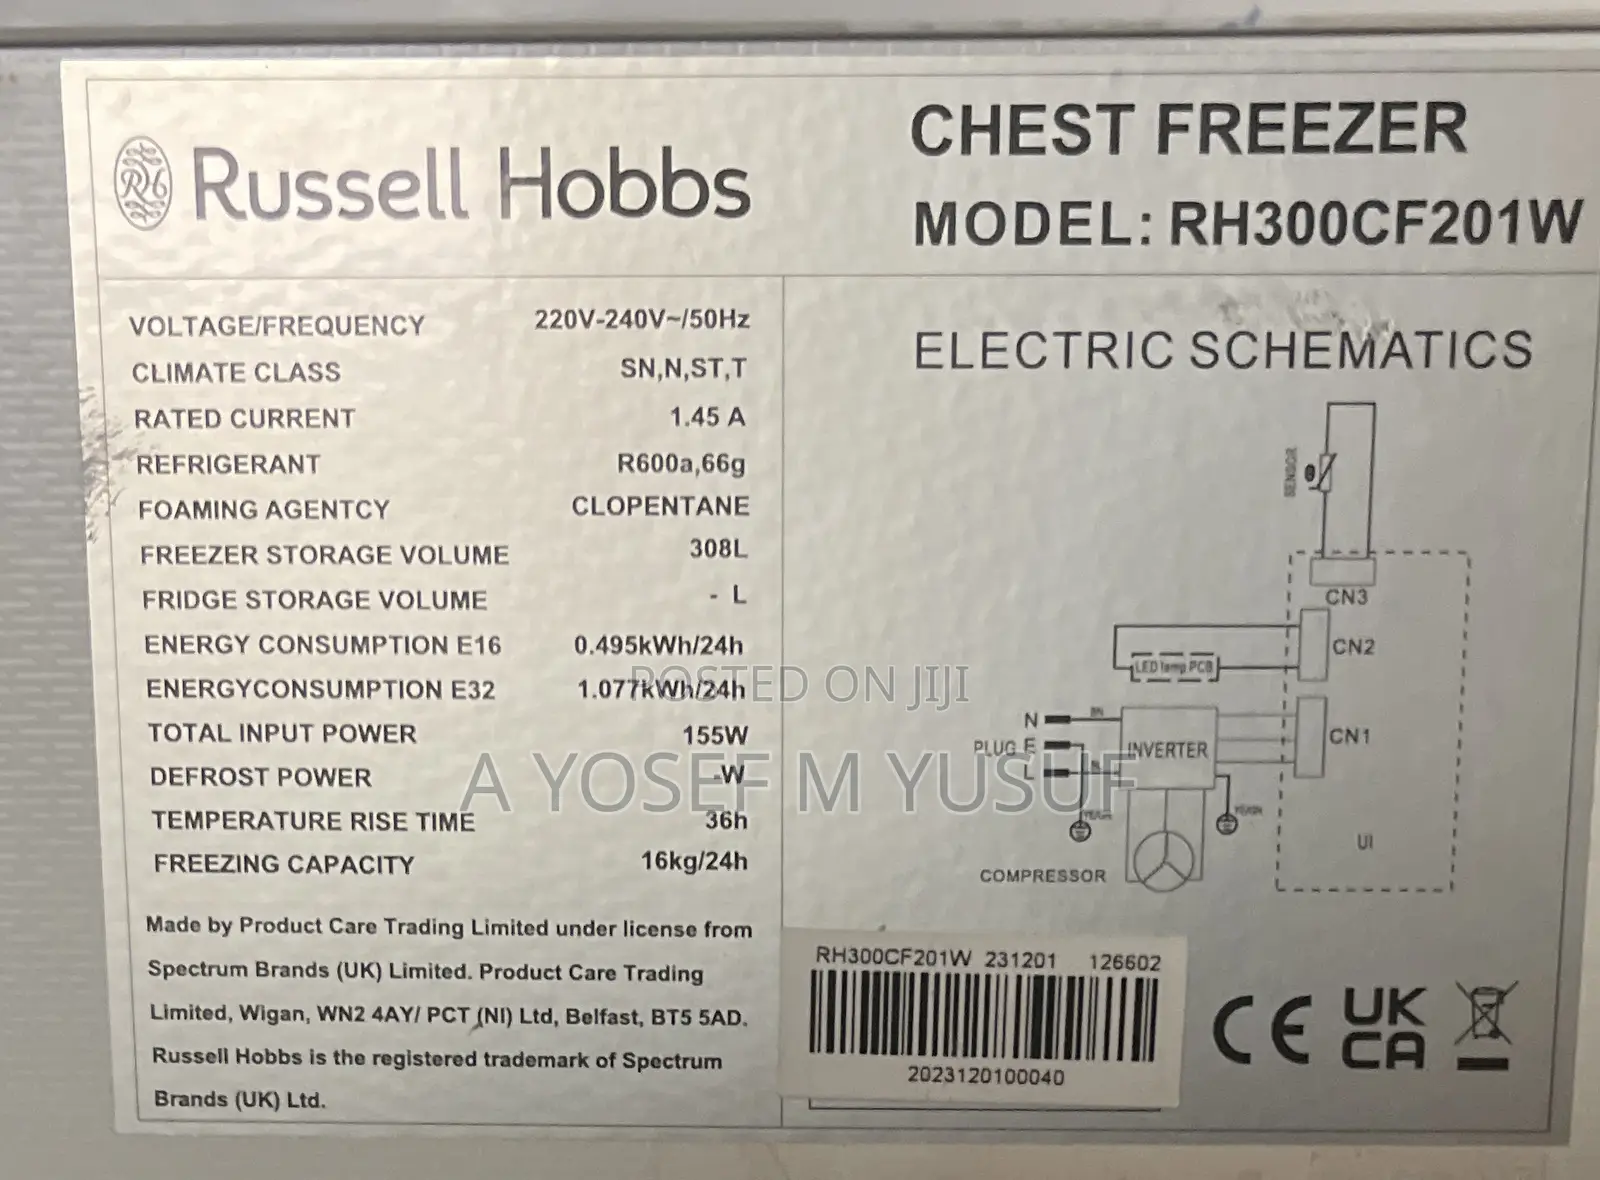 Russell Hobbs
CHEST FREEZER
MODEL: RH300CF201W
VOLTAGE/FREQUENCY 220V-240V~/50Hz
CLIMATE CLASS SN,N,ST,T
RATED CURRENT 1.45 A
REFRIGERANT R600a,66g
FOAMING AGENTCY CLOPENTANE
FREEZER STORAGE VOLUME 308L
FRIDGE STORAGE VOLUME - L
ENERGY CONSUMPTION E16 0.495kWh/24h
ENERGYCONSUMPTION E32 1.077kWh/24h
TOTAL INPUT POWER 155W
DEFROST POWER -W
TEMPERATURE RISE TIME 36h
FREEZING CAPACITY 16kg/24h
Made by Product Care Trading Limited under license from
Spectrum Brands (UK) Limited. Product Care Trading
Limited, Wigan, WN2 4AY/ PCT (NI) Ltd, Belfast, BT5 5AD.
Russell Hobbs is the registered trademark of Spectrum
Brands (UK) Ltd.
ELECTRIC SCHEMATICS
SENSOR
CN3
CN2
LED lamp PCB
N
BN
PLUG E
L
INVERTER
CN1
YE/GN
UI
COMPRESSOR
RH300CF201W 231201 126602
2023120100040
CE
UK
CA
POSTED ON JIJI
A YOSEF M YUSUF